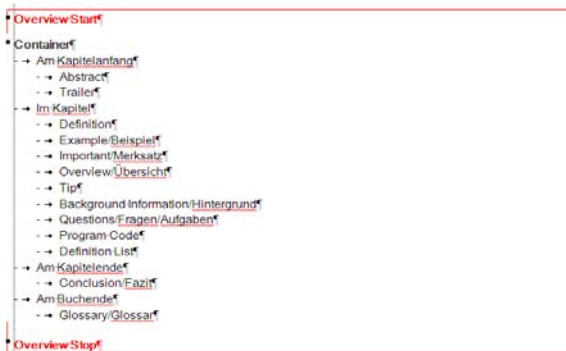 Overview Start¶
Container¶
- → Am Kapitelanfang¶
- → Abstract¶
- → Trailer¶
- → Im Kapitel¶
- → Definition¶
- → Example/Beispiel¶
- → Important/Merksatz¶
- → Overview/Übersicht¶
- → Tip¶
- → Background Information/Hintergrund¶
- → Questions/Fragen/Aufgaben¶
- → Program Code¶
- → Definition List¶
- → Am Kapitelende¶
- → Conclusion/Fazit¶
- → Am Buchende¶
- → Glossary/Glossar¶
Overview Stop¶